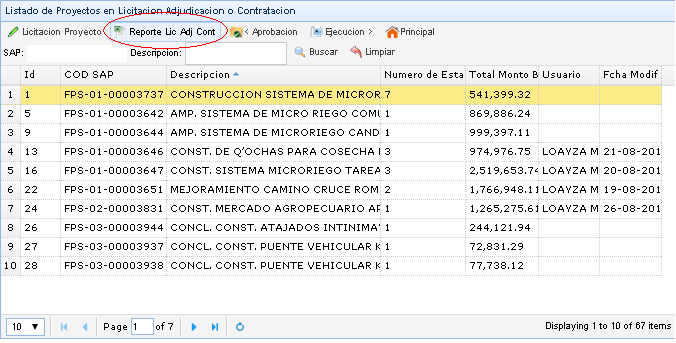 Listado de Proyectos en Licitacion Adjudicacion o Contratacion
Licitacion Proyecto Reporte Lic Adj Cont < Aprobacion Ejecucion > Principal
SAP: Descripcion: Buscar Limpiar
Id COD SAP Descripcion Numero de Esta Total Monto B Usuario Fcha Modif
1 1 FPS-01-00003737 CONSTRUCCION SISTEMA DE MICROR 7 541,399.32
2 5 FPS-01-00003642 AMP. SISTEMA DE MICRO RIEGO COMU 1 869,886.24
3 9 FPS-01-00003644 AMP. SISTEMA DE MICRORIEGO CAND 1 999,397.11
4 13 FPS-01-00003646 CONST. DE Q'OCHAS PARA COSECHA 3 974,976.75 LOAYZA M 21-08-201
5 16 FPS-01-00003647 CONST. SISTEMA MICRORIEGO TAREA 3 2,519,653.74 LOAYZA M 20-08-201
6 22 FPS-01-00003651 MEJORAMIENTO CAMINO CRUCE ROM 2 1,766,948.11 LOAYZA M 19-08-201
7 24 FPS-02-00003831 CONST. MERCADO AGROPECUARIO AP 1 1,265,275.61 LOAYZA M 26-08-201
8 26 FPS-03-00003944 CONCL. CONST. ATAJADOS INTINIMA 1 244,121.94
9 27 FPS-03-00003937 CONCL. CONST. PUENTE VEHICULAR K 1 72,831.29
10 28 FPS-03-00003938 CONCL. CONST. PUENTE VEHICULAR K 1 77,738.12
10 Page 1 of 7 Displaying 1 to 10 of 67 items